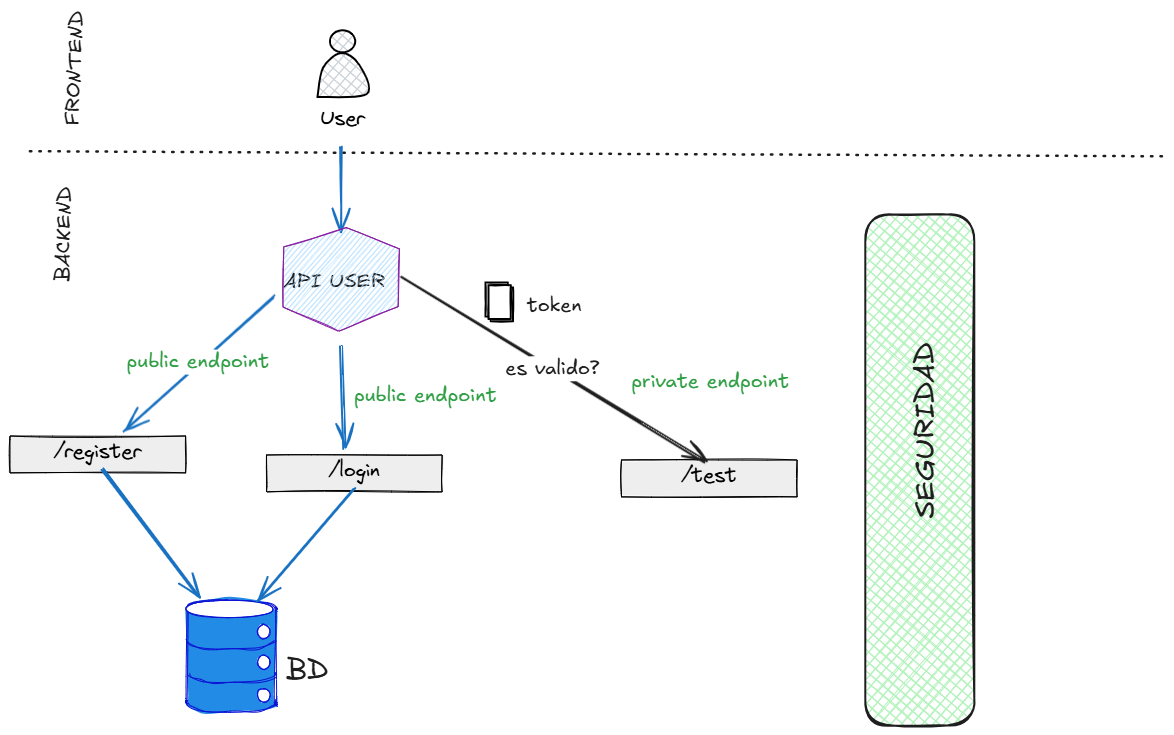 FRONTEND
User
BACKEND
API USER
token
public endpoint
es valido?
private endpoint
public endpoint
/register
/login
/test
SEGURIDAD
BD